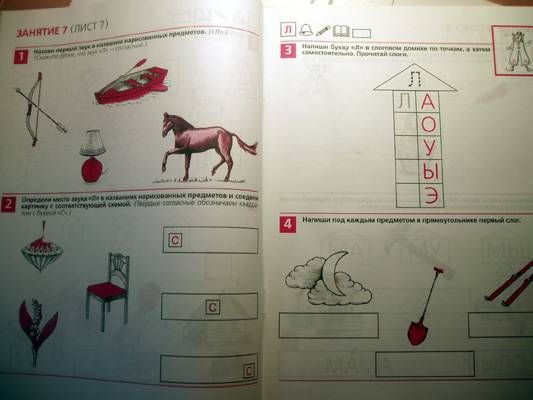 ЗАНЯТИЕ 7 (ЛИСТ 7)
1
Назови первый звук в названии нарисованных предметов. («Л».)
(Скажите детям, что звук «Л» — согласный.)
2
Определи место звука «Л» в названиях нарисованных предметов и соедини
картинку с соответствующей схемой. (Твердые согласные обозначаем каждый
там с буквой «С».)
С
С
С
Л
3
Напиши букву «Л» в слоговом домике по точкам, а затем
самостоятельно. Прочитай слоги.
Л
Л А
О
У
Ы
Э
4
Напиши под каждым предметом в прямоугольнике первый слог.